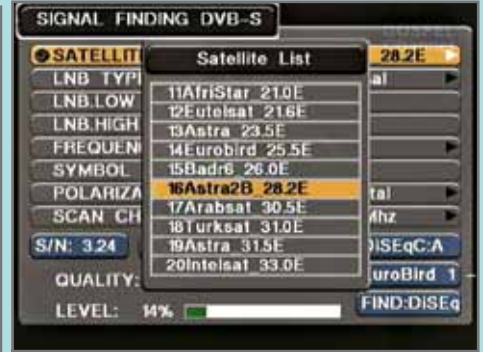 SIGNAL FINDING DVB-S
SATELLIT 28.2E
Satellite List
LNB TYP al
LNB.LOW
LNB.HIGH
FREQUEN
SYMBOL
POLARIZA tal
SCAN CH Mhz
11AfriStar 21.0E
12Eutelsat 21.6E
13Astra 23.5E
14Eurobird 25.5E
15Badr6 26.0E
16Astra2B 28.2E
17Arabsat 30.5E
18Turksat 31.0E
19Astra 31.5E
20Intelsat 33.0E
S/N: 3.24 DISEqC:A
QUALITY: uroBird 1
LEVEL: 14% FIND:DiSEq